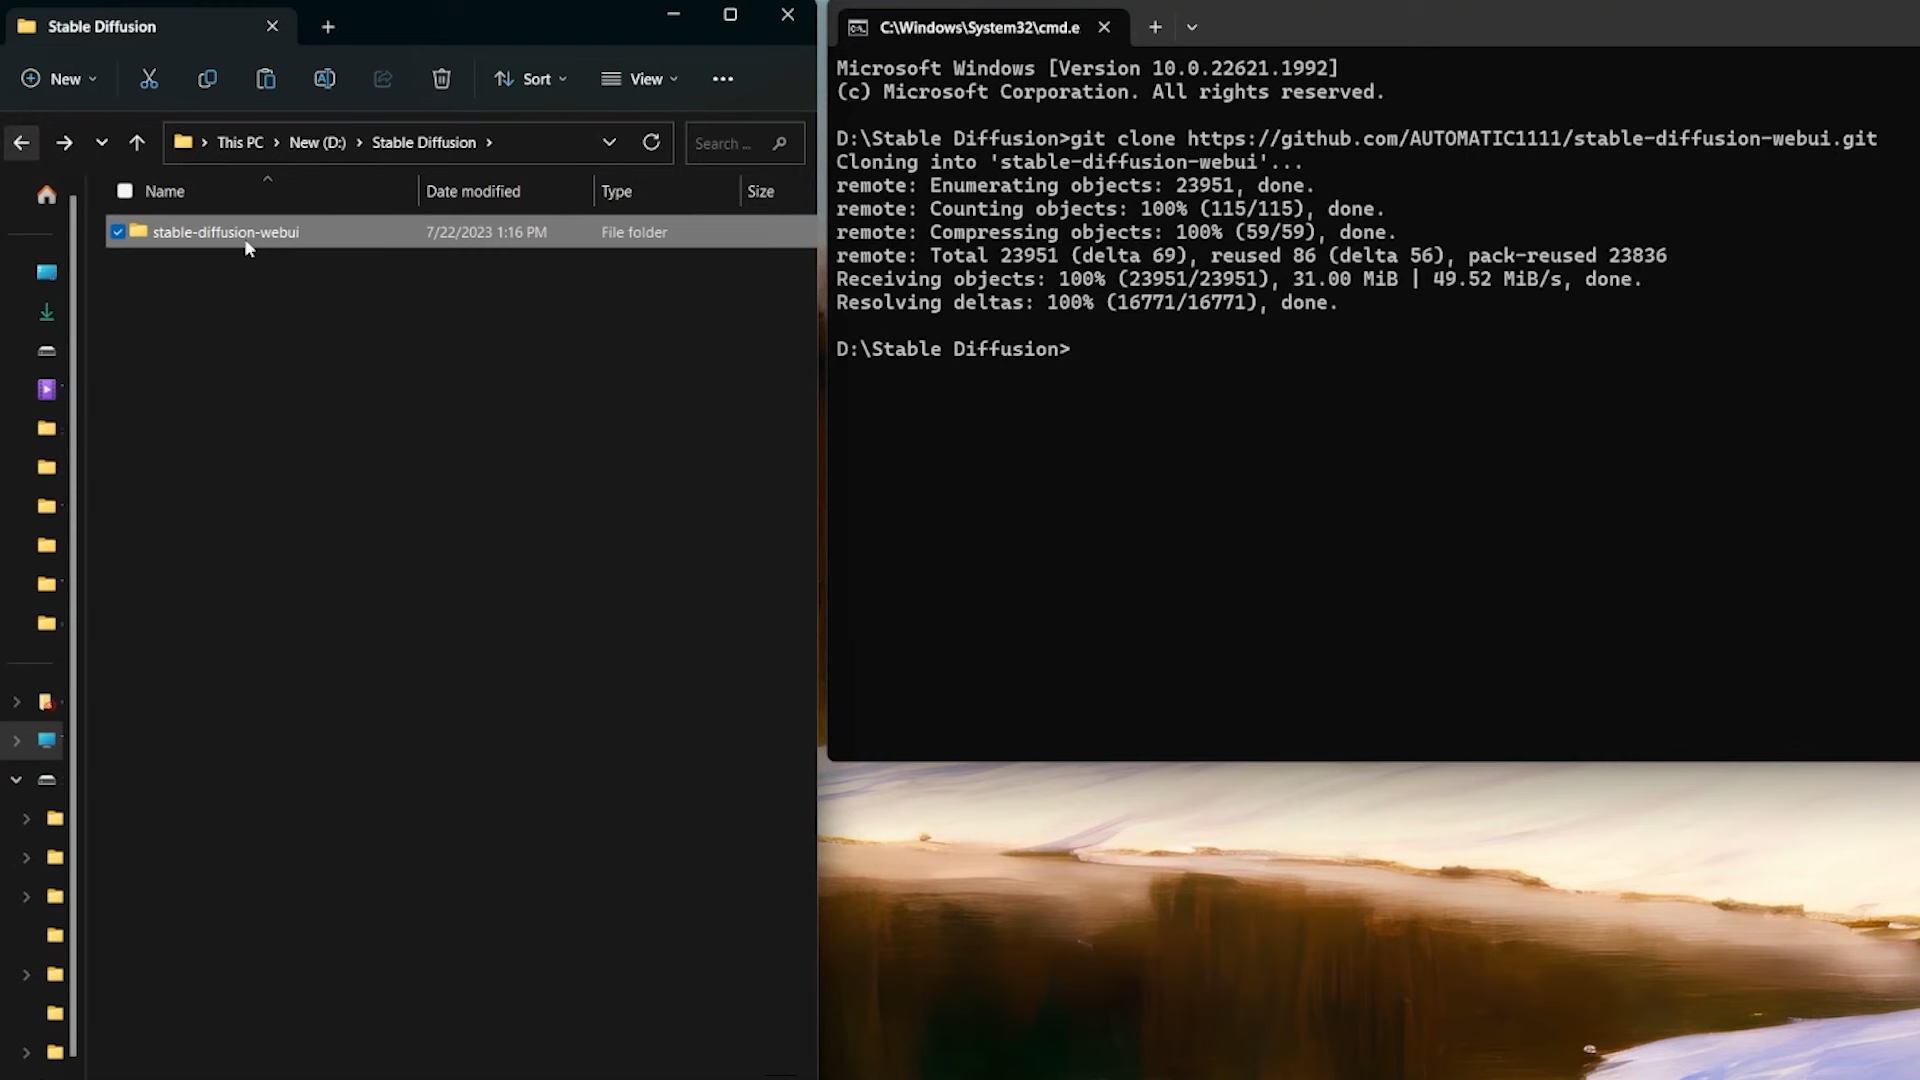 Stable Diffusion
New
Sort
View
This PC
New (D:)
Stable Diffusion
Search ...
Name
Date modified
Type
Size
stable-diffusion-webui
7/22/2023 1:16 PM
File folder
C:\Windows\System32\cmd.e
Microsoft Windows [Version 10.0.22621.1992]
(c) Microsoft Corporation. All rights reserved.
D:\Stable Diffusion>git clone https://github.com/AUTOMATIC1111/stable-diffusion-webui.git
Cloning into 'stable-diffusion-webui'...
remote: Enumerating objects: 23951, done.
remote: Counting objects: 100% (115/115), done.
remote: Compressing objects: 100% (59/59), done.
remote: Total 23951 (delta 69), reused 86 (delta 56), pack-reused 23836
Receiving objects: 100% (23951/23951), 31.00 MiB | 49.52 MiB/s, done.
Resolving deltas: 100% (16771/16771), done.
D:\Stable Diffusion>